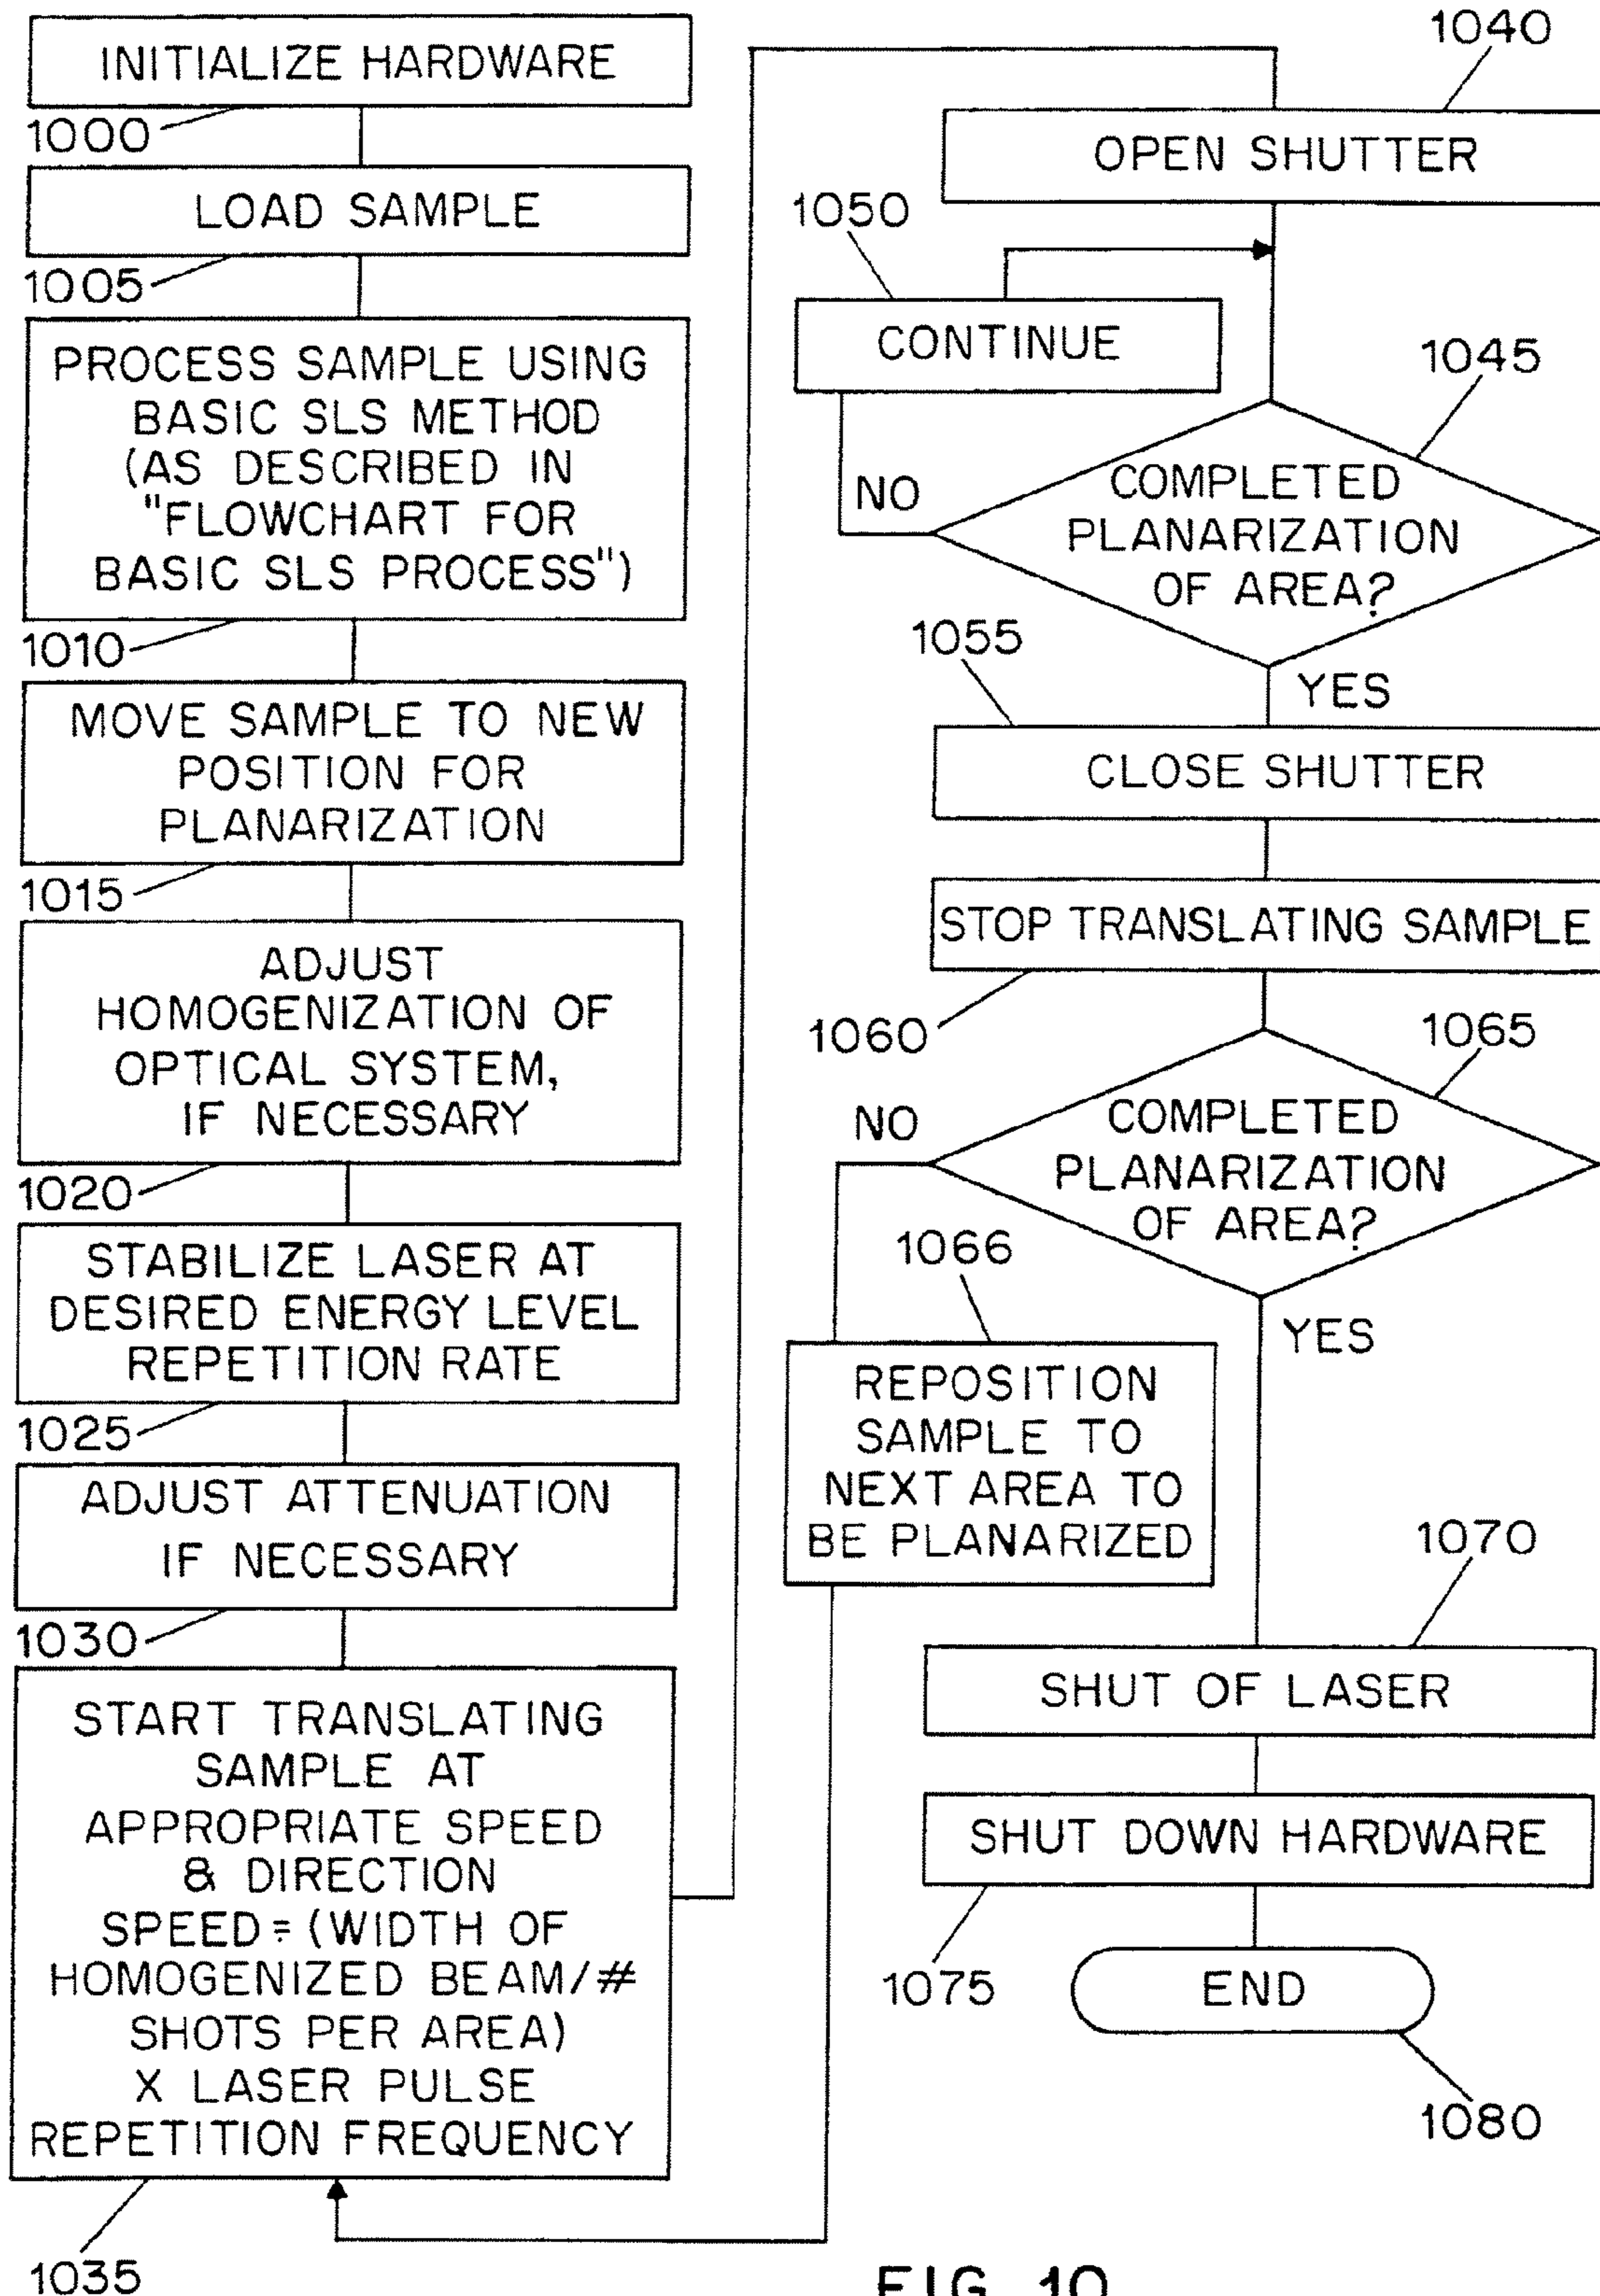 INITIALIZE HARDWARE
1000
LOAD SAMPLE
1005
PROCESS SAMPLE USING
BASIC SLS METHOD
(AS DESCRIBED IN
"FLOWCHART FOR
BASIC SLS PROCESS")
1010
MOVE SAMPLE TO NEW
POSITION FOR
PLANARIZATION
1015
ADJUST
HOMOGENIZATION OF
OPTICAL SYSTEM,
IF NECESSARY
1020
STABILIZE LASER AT
DESIRED ENERGY LEVEL
REPETITION RATE
1025
ADJUST ATTENUATION
IF NECESSARY
1030
START TRANSLATING
SAMPLE AT
APPROPRIATE SPEED
& DIRECTION
SPEED = (WIDTH OF
HOMOGENIZED BEAM/#
SHOTS PER AREA)
X LASER PULSE
REPETITION FREQUENCY
1035
1040
OPEN SHUTTER
1050
CONTINUE
1045
NO
COMPLETED
PLANARIZATION
OF AREA?
YES
1055
CLOSE SHUTTER
STOP TRANSLATING SAMPLE
1060
1065
NO
COMPLETED
PLANARIZATION
OF AREA?
YES
1066
REPOSITION
SAMPLE TO
NEXT AREA TO
BE PLANARIZED
1070
SHUT OF LASER
SHUT DOWN HARDWARE
1075
END
1080
FIG. 10